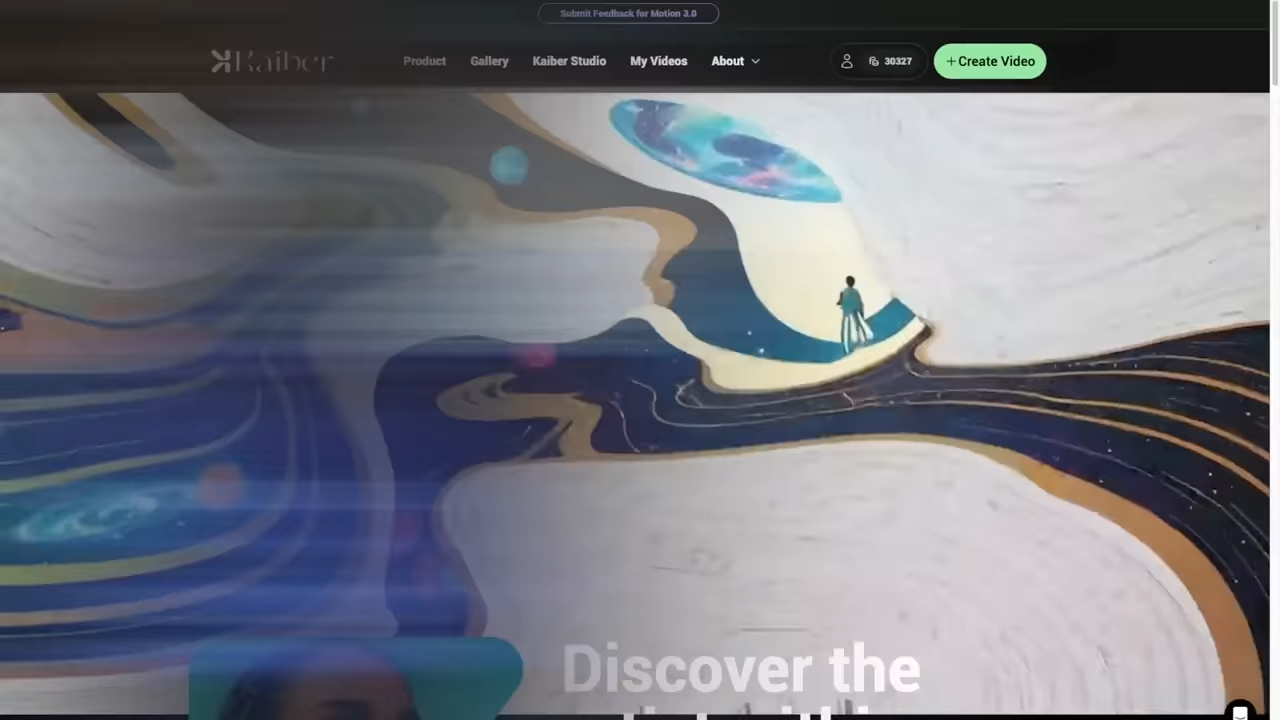 Submit Feedback for Motion 3.0
Kaiber
Product
Gallery
Kaiber Studio
My Videos
About
30327
+Create Video
Discover the